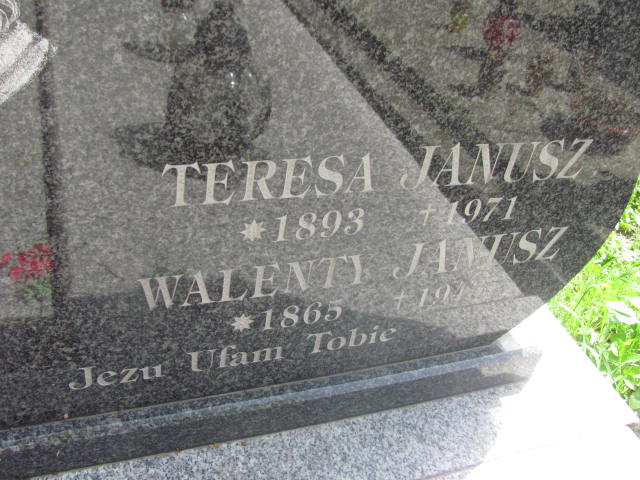 TERESA JANUSZ
*1893 †1971
WALENTY JANUSZ
*1865
Jezu Ufam Tobie